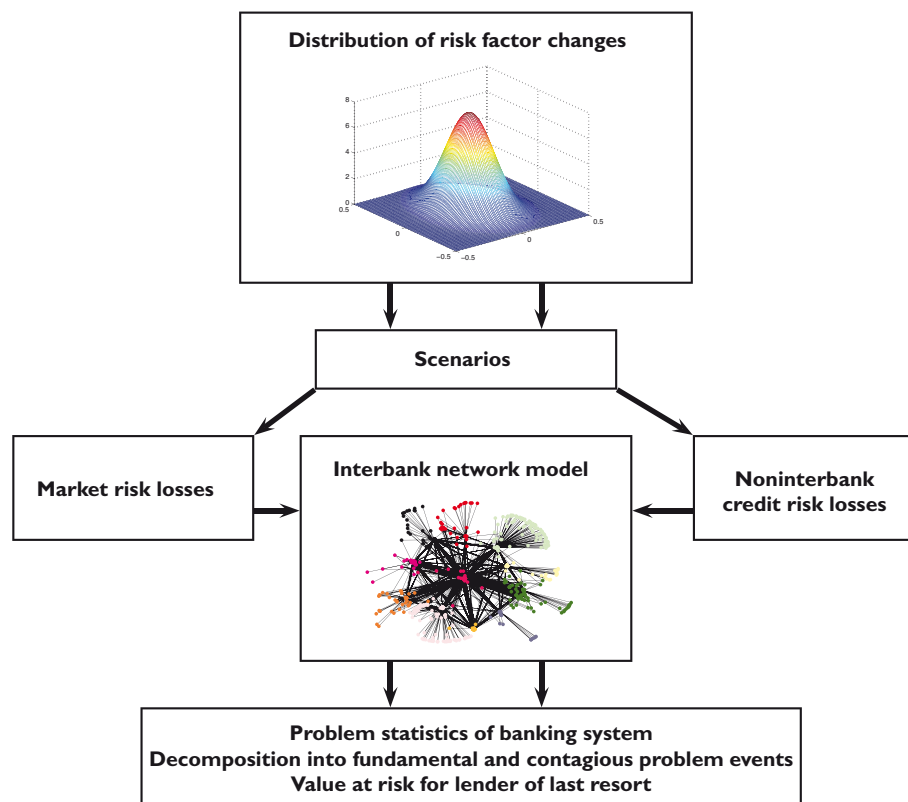 Distribution of risk factor changes
8
6
4
2
0
0.5
0
−0.5
−0.5
0
0.5
Scenarios
Market risk losses
Interbank network model
Noninterbank
credit risk losses
Problem statistics of banking system
Decomposition into fundamental and contagious problem events
Value at risk for lender of last resort